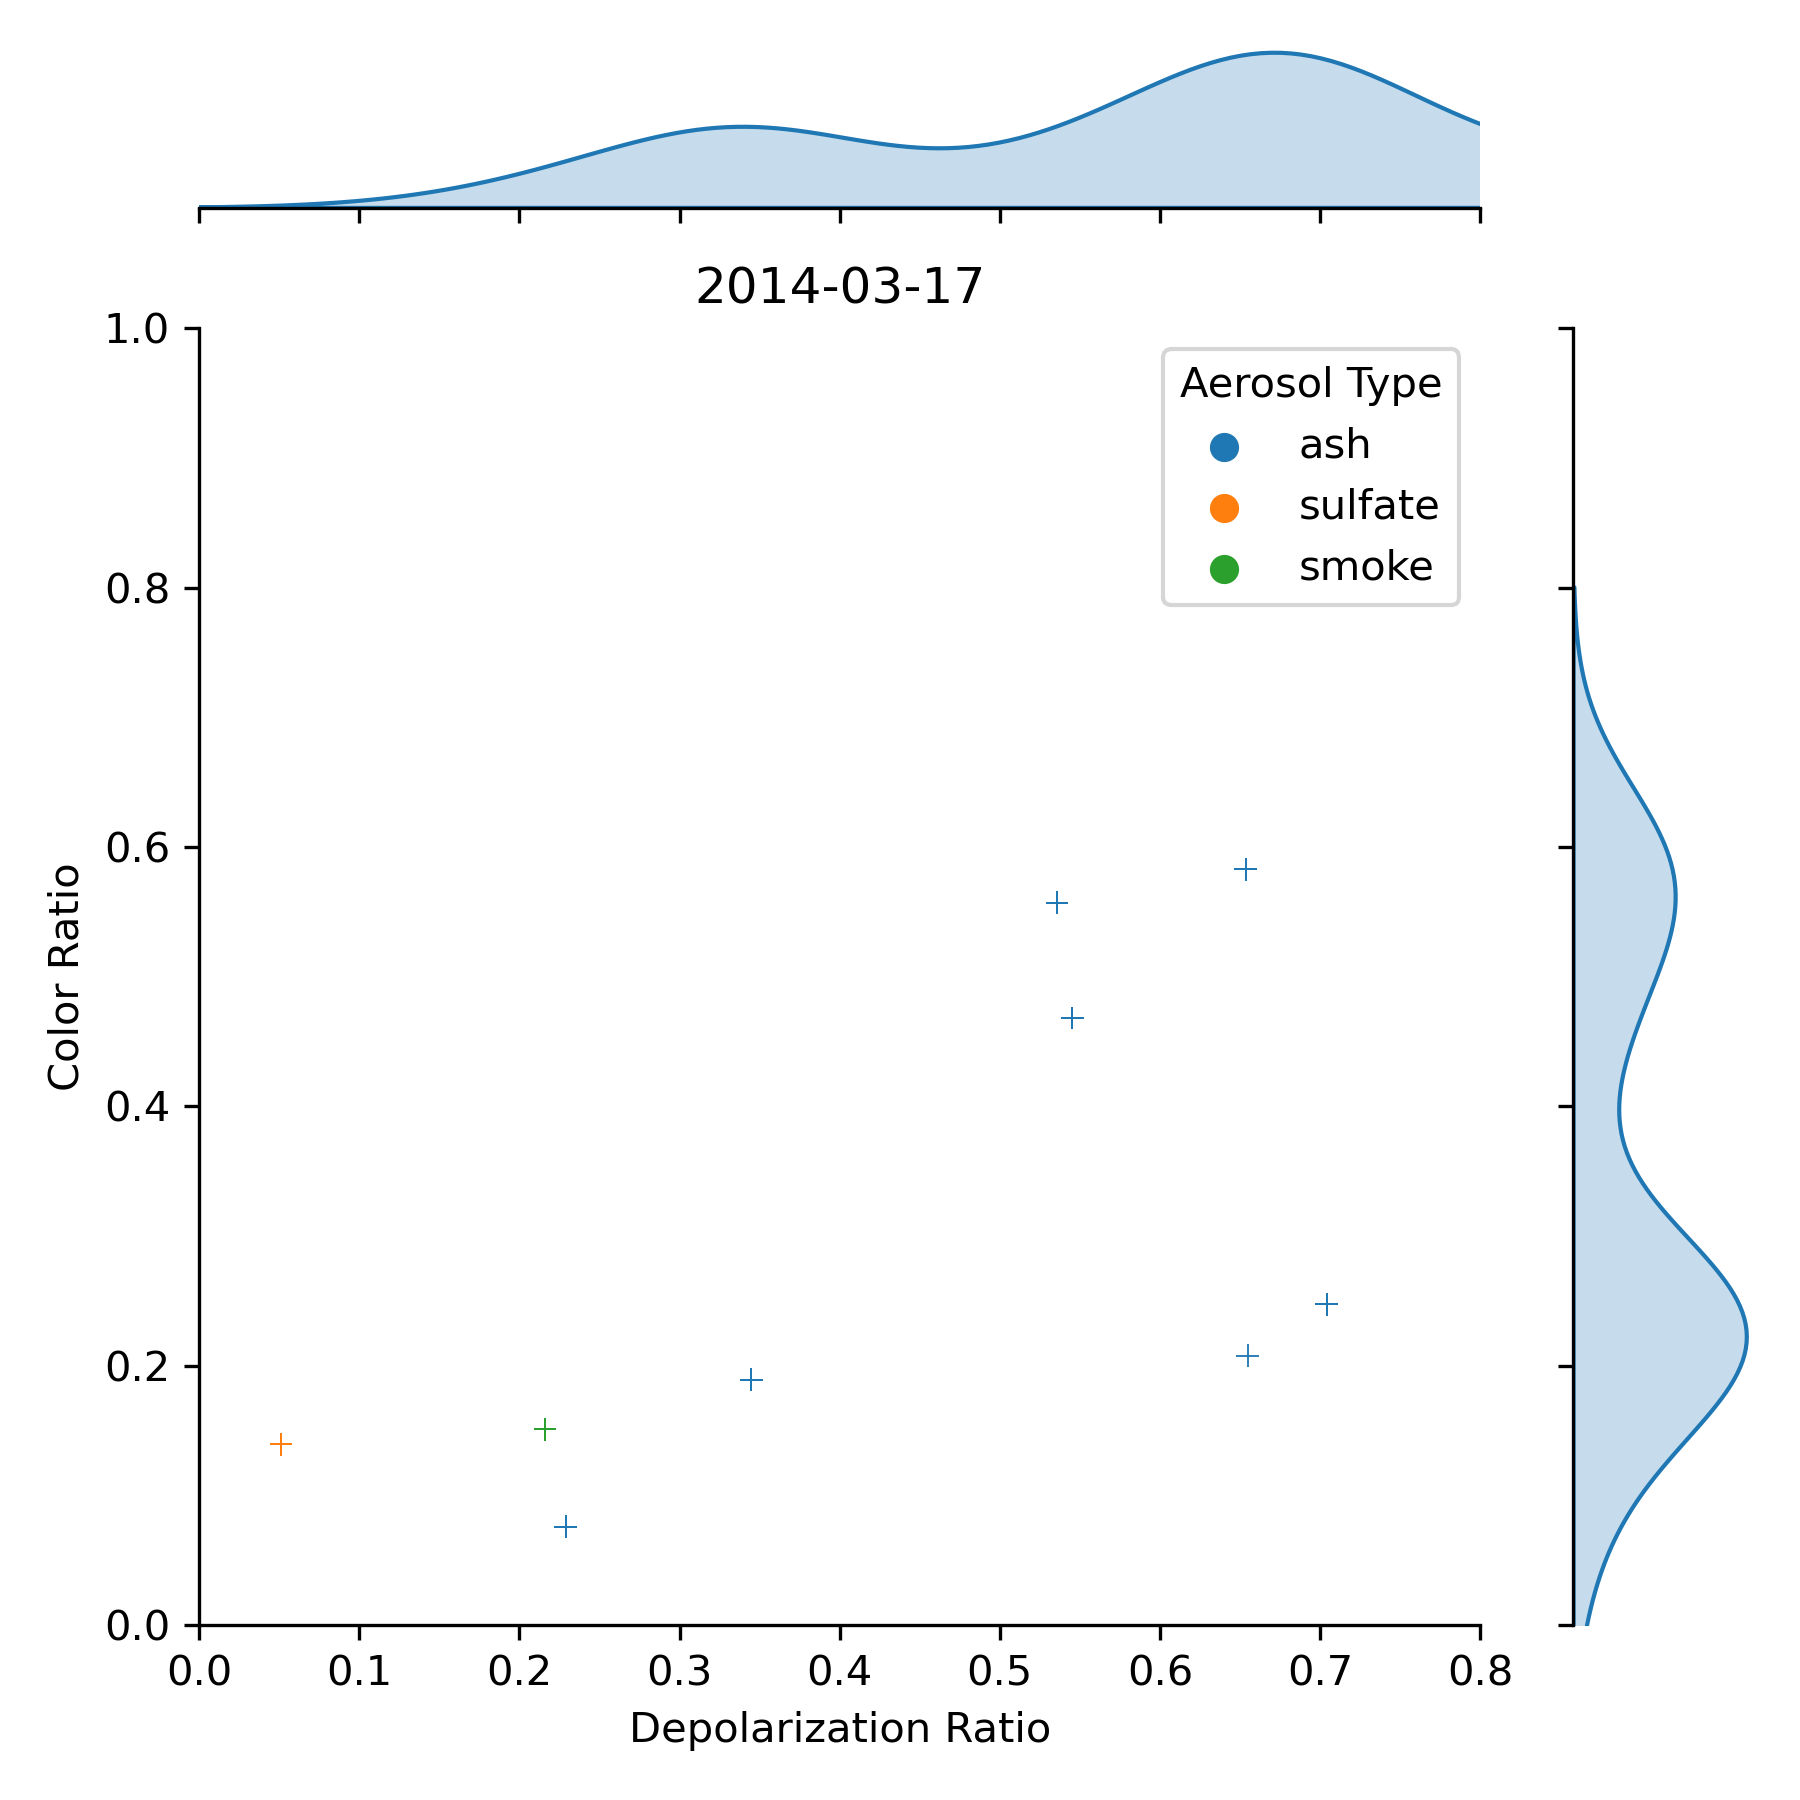 2014-03-17
Aerosol Type
ash
sulfate
smoke
Color Ratio
1.0
0.8
0.6
0.4
0.2
0.0
0.0 0.1 0.2 0.3 0.4 0.5 0.6 0.7 0.8
Depolarization Ratio